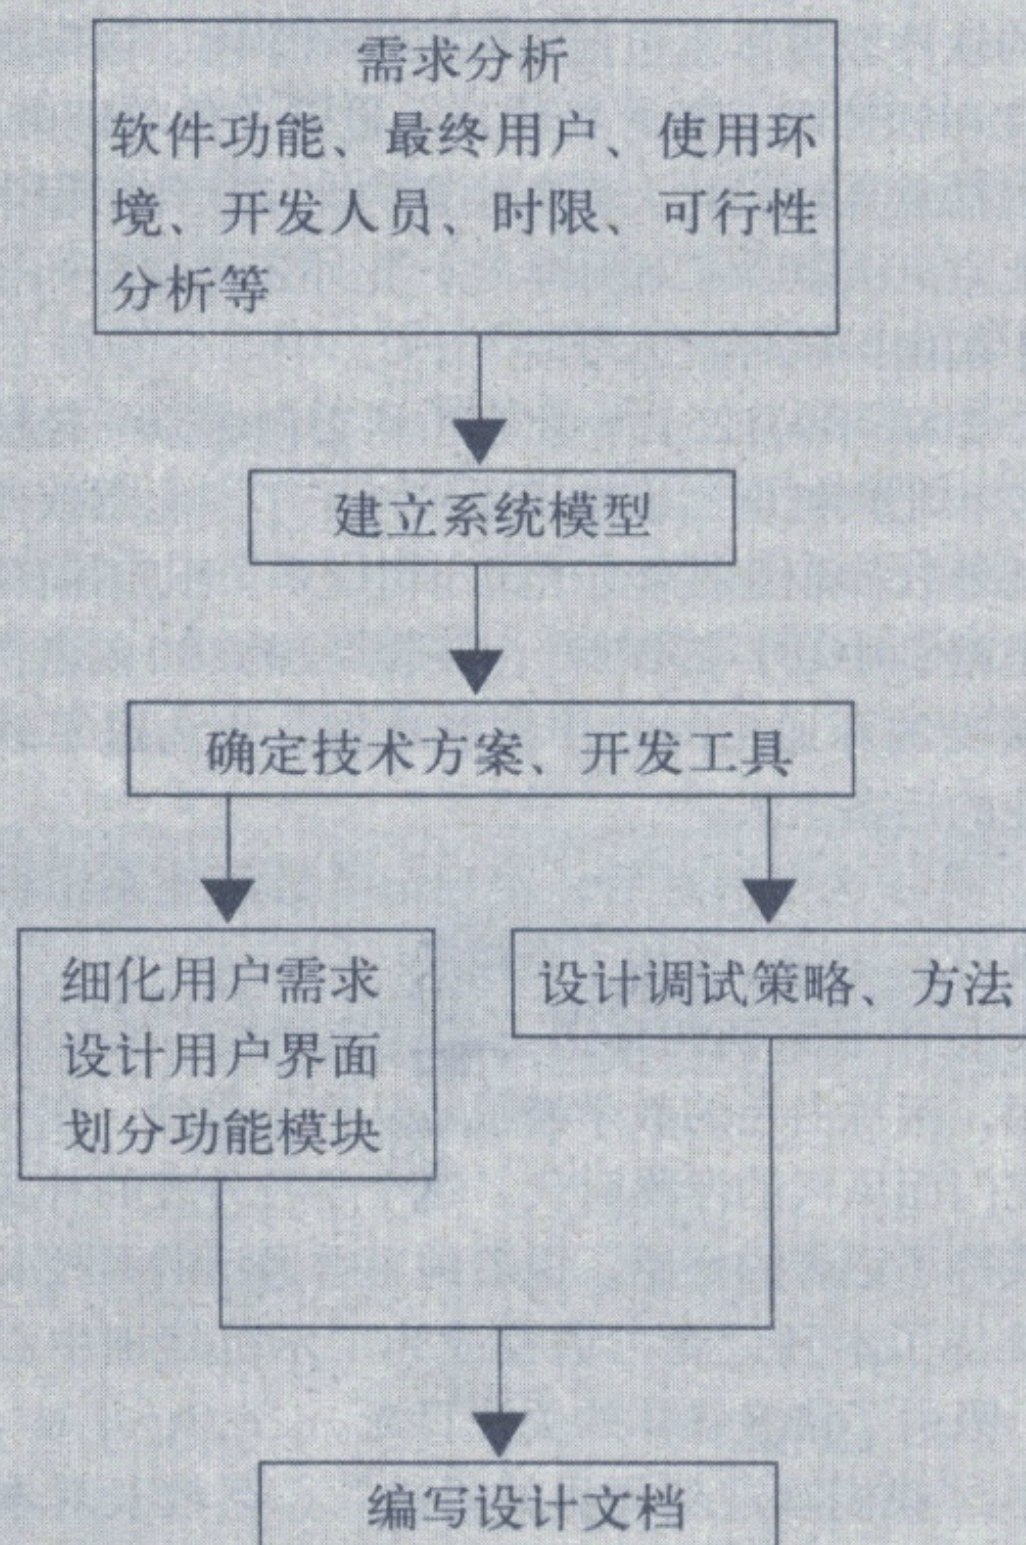 需求分析
软件功能、最终用户、使用环
境、开发人员、时限、可行性
分析等
建立系统模型
确定技术方案、开发工具
细化用户需求
设计用户界面
划分功能模块
设计调试策略、方法
编写设计文档